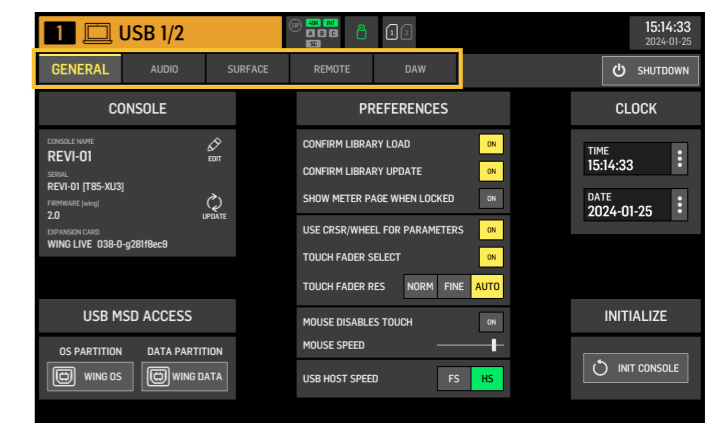 1 USB 1/2
SIP 48K INT
A B C
SC
1 2
15:14:33
2024-01-25
GENERAL AUDIO SURFACE REMOTE DAW SHUTDOWN
CONSOLE
CONSOLE NAME
REVI-01
EDIT
SERIAL
REVI-01 [T85-XU3]
FIRMWARE [wing]
2.0
UPDATE
EXPANSION CARD
WING LIVE 038-0-g281f8ec9
USB MSD ACCESS
OS PARTITION DATA PARTITION
WING OS WING DATA
PREFERENCES
CONFIRM LIBRARY LOAD ON
CONFIRM LIBRARY UPDATE ON
SHOW METER PAGE WHEN LOCKED ON
USE CRSR/WHEEL FOR PARAMETERS ON
TOUCH FADER SELECT ON
TOUCH FADER RES NORM FINE AUTO
MOUSE DISABLES TOUCH ON
MOUSE SPEED
USB HOST SPEED FS HS
CLOCK
TIME
15:14:33
DATE
2024-01-25
INITIALIZE
INIT CONSOLE